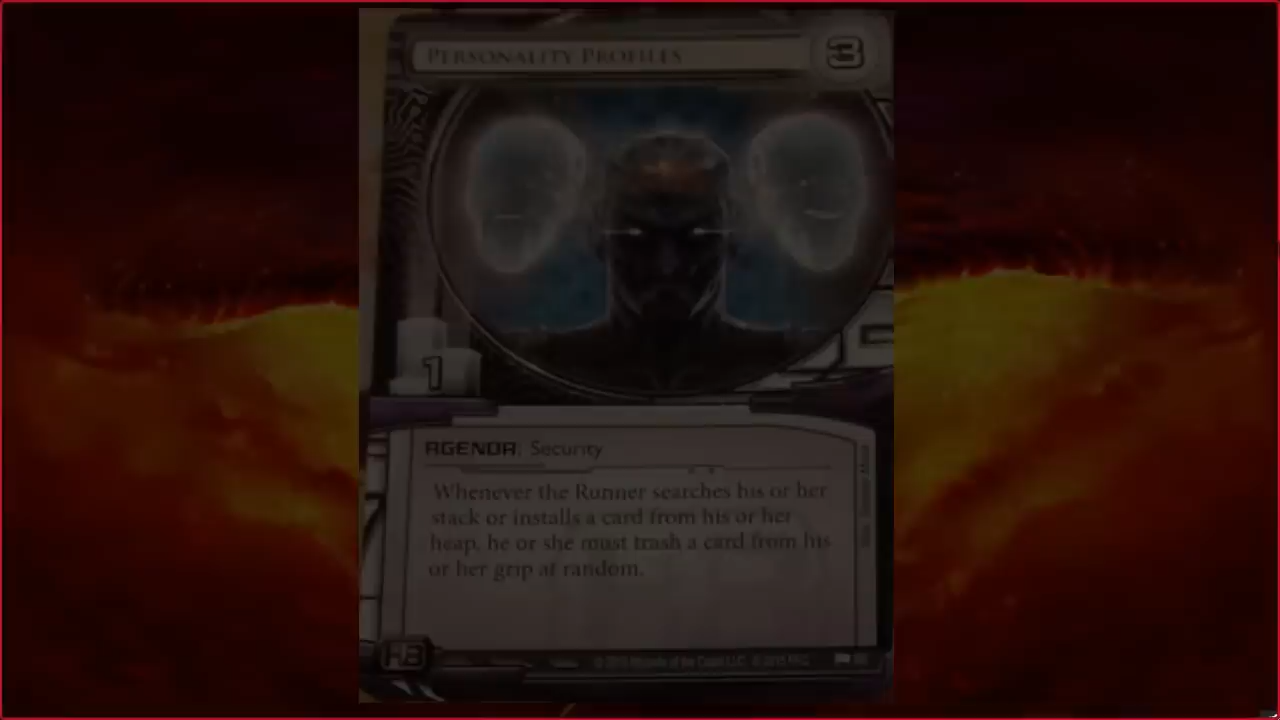 PERSONALITY PROFILES
3
1
AGENDA: Security
Whenever the Runner searches his or her
stack or installs a card from his or her
heap, he or she must trash a card from his
or her grip at random.
HB